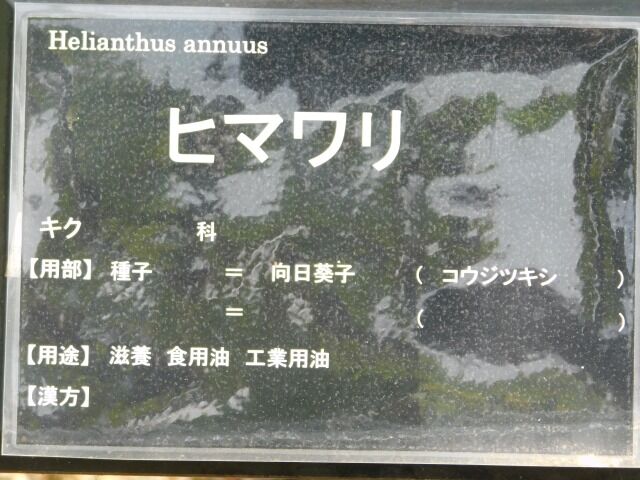 Helianthus annuus
ヒマワリ
キク 科
【用部】 種子 = 向日葵子 ( コウジツキシ )
= ( )
【用途】 滋養 食用油 工業用油
【漢方】